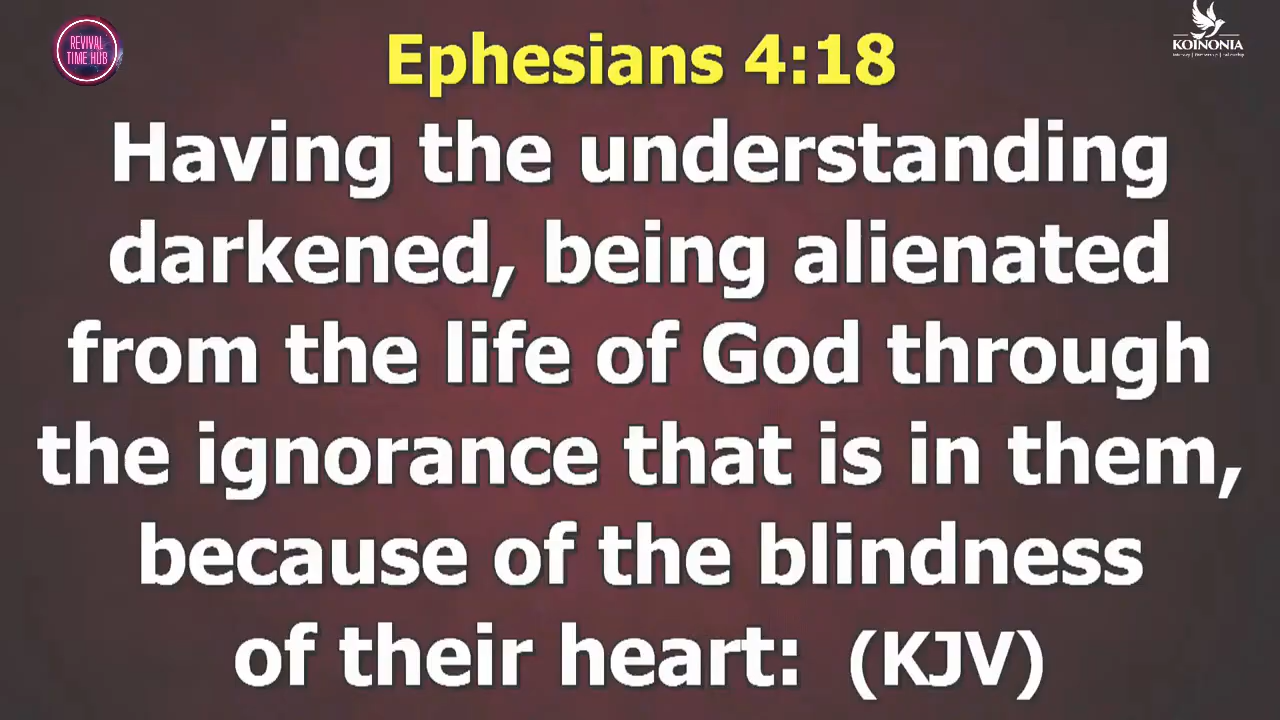 REVIVAL
TIME HUB
KOINONIA
Ephesians 4:18
Having the understanding
darkened, being alienated
from the life of God through
the ignorance that is in them,
because of the blindness
of their heart: (KJV)